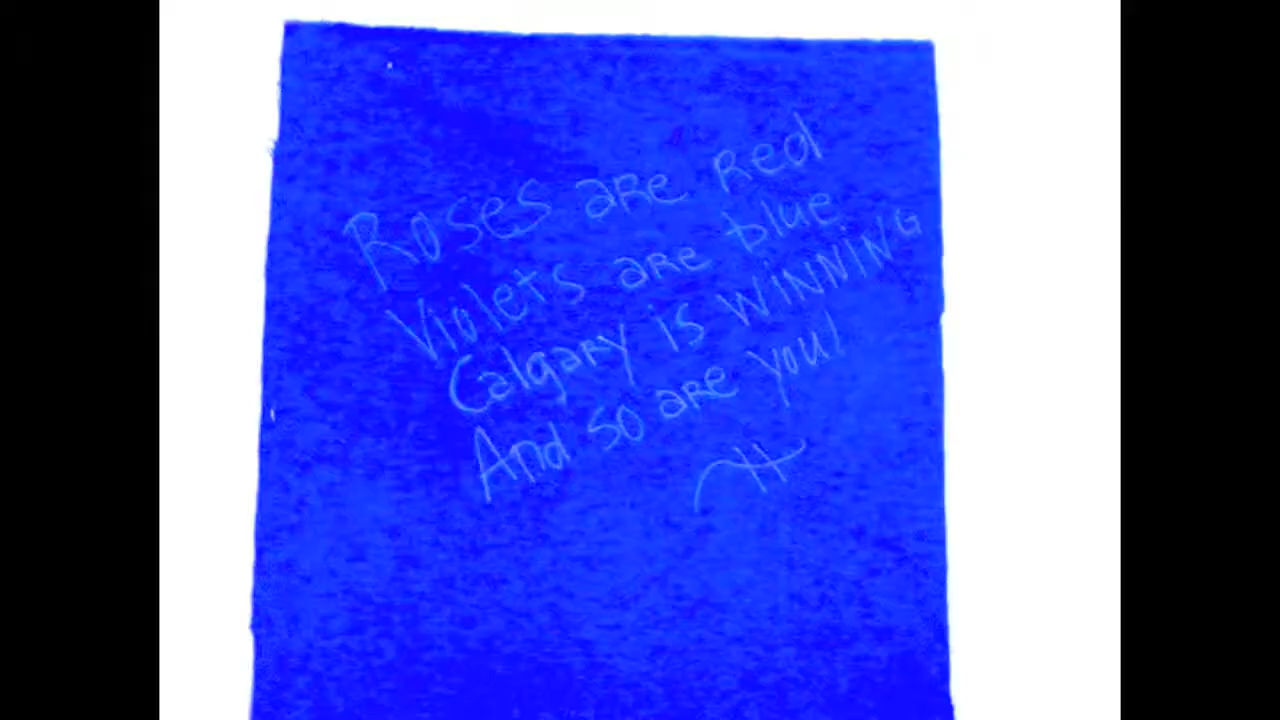 Roses are Red
Violets are blue
Calgary is WINNING
And so are you!
H